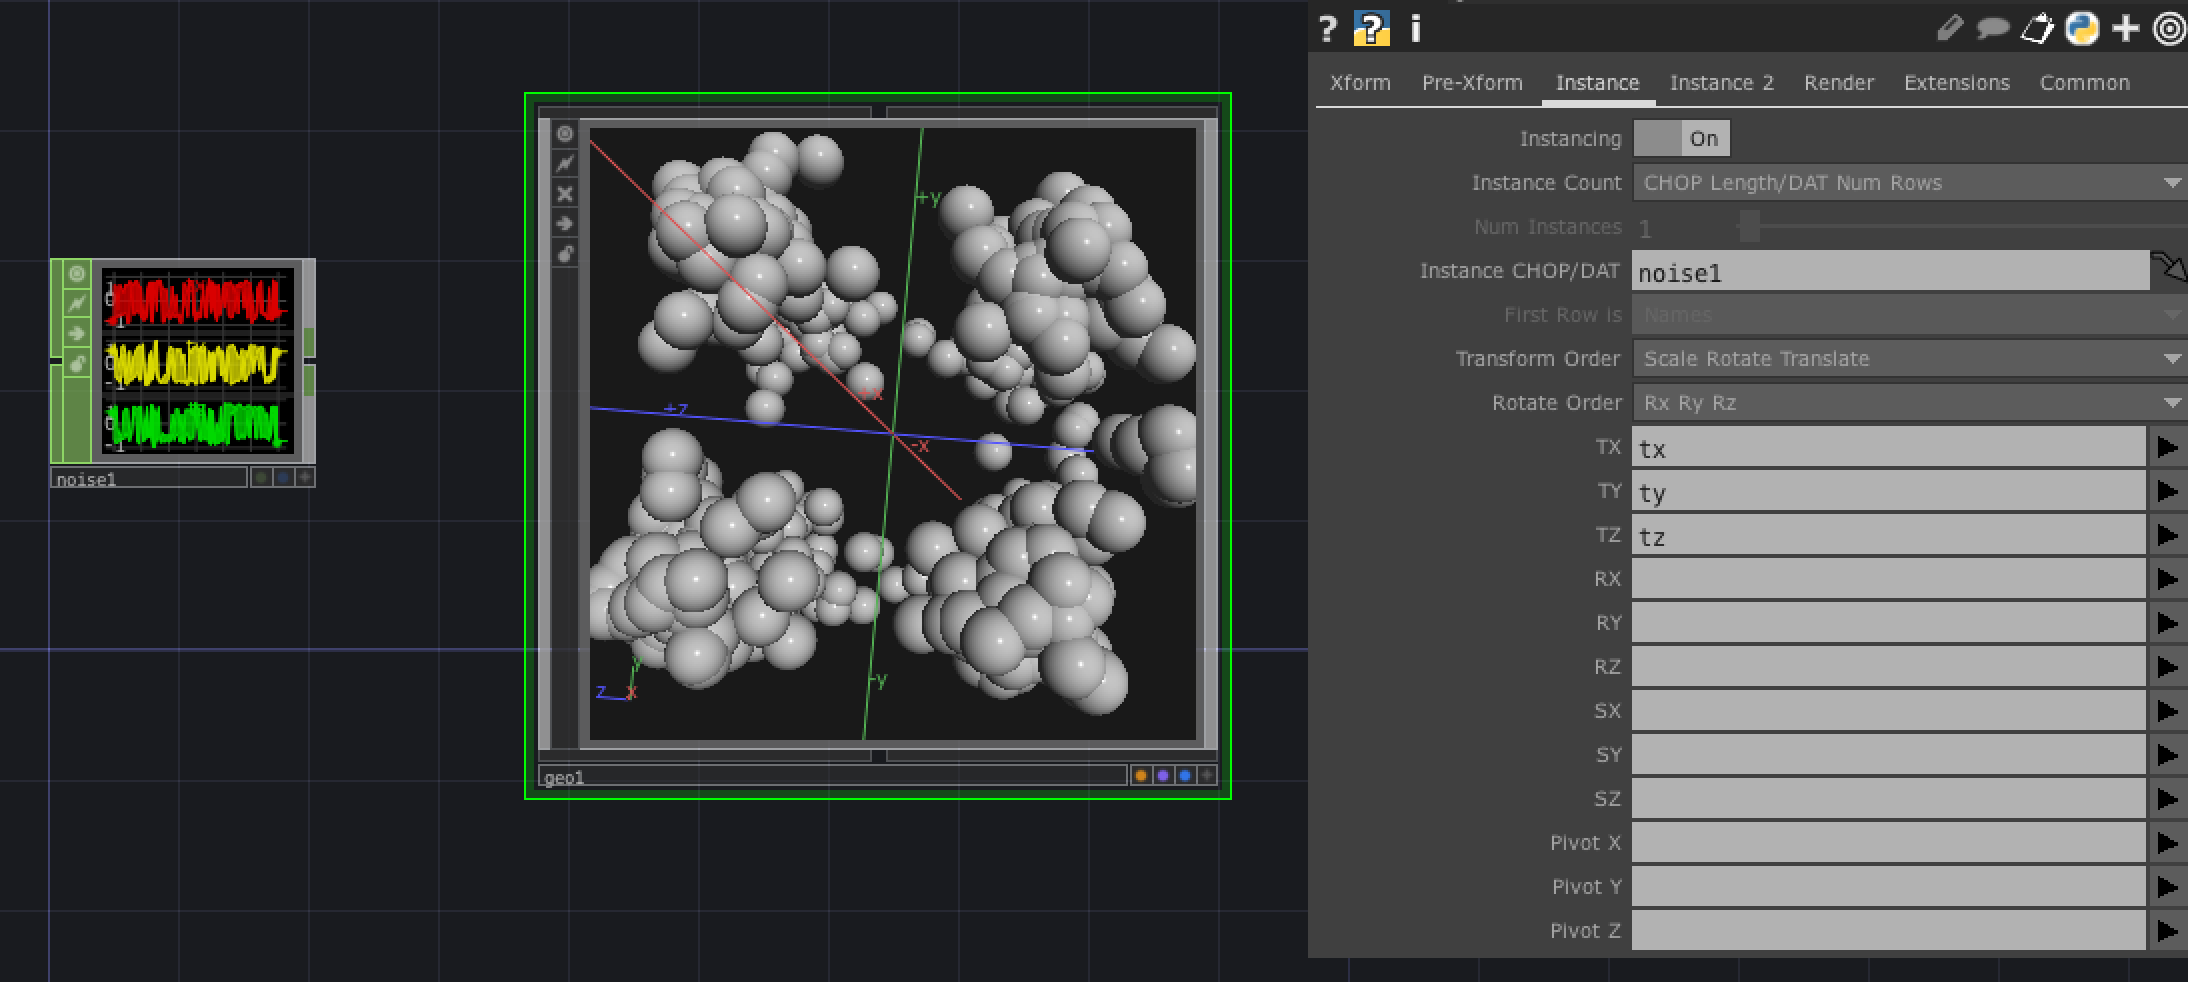 ? ? i
Xform Pre-Xform Instance Instance 2 Render Extensions Common
Instancing On
Instance Count CHOP Length/DAT Num Rows
Num Instances 1
Instance CHOP/DAT noise1
First Row is Names
Transform Order Scale Rotate Translate
Rotate Order Rx Ry Rz
TX tx
TY ty
TZ tz
RX
RY
RZ
SX
SY
SZ
Pivot X
Pivot Y
Pivot Z
noise1
+y
+z
+x
-x
-y
y
z x
geo1